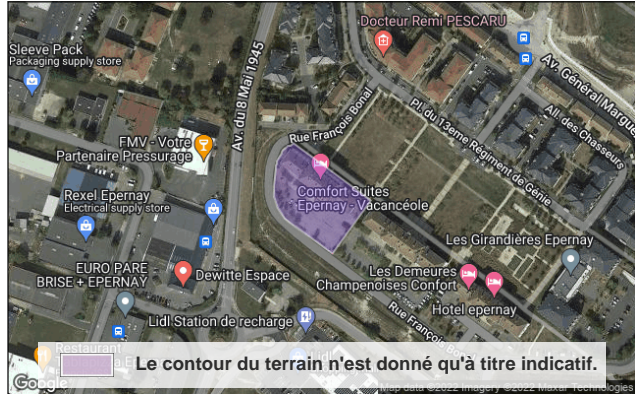 Docteur Rémi PESCARU
Sleeve Pack
Packaging supply store
Av. du 8 Mai 1945
Av. Général Margue
Rue François Bonal
Pl. du 13eme Régiment de Génie
All. des Chasseurs
FMV - Votre
Partenaire Pressurage
Comfort Suites
Epernay - Vacancéole
Rexel Epernay
Electrical supply store
Les Girandières Epernay
EURO PARE
BRISE + EPERNAY
Dewitte Espace
Les Demeures
Champenoises Confort
Hotel epernay
Rue François Bonal
Lidl Station de recharge
Lidl
Restaurant
Le contour du terrain n'est donné qu'à titre indicatif.
Google
Map data ©2022 Imagery ©2022 Maxar Technologies